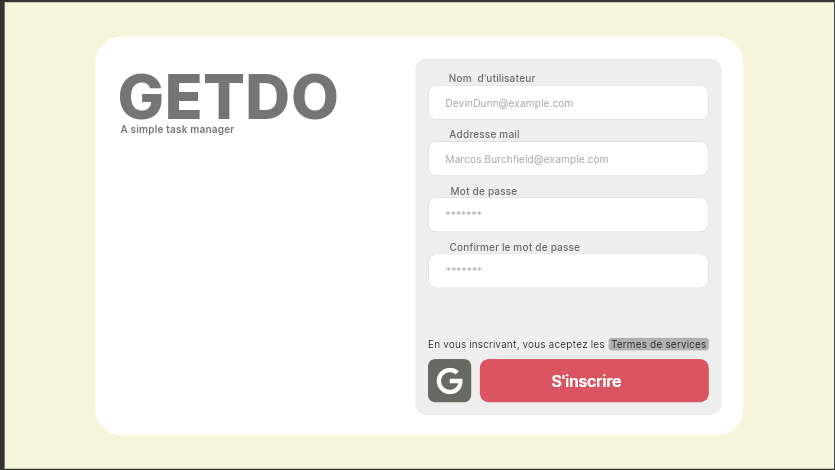 GETDO
A simple task manager
Nom d'utilisateur
DevinDunn@example.com
Addresse mail
Marcos.Burchfield@example.com
Mot de passe
*******
Confirmer le mot de passe
*******
En vous inscrivant, vous aceptez les Termes de services
G S'inscrire